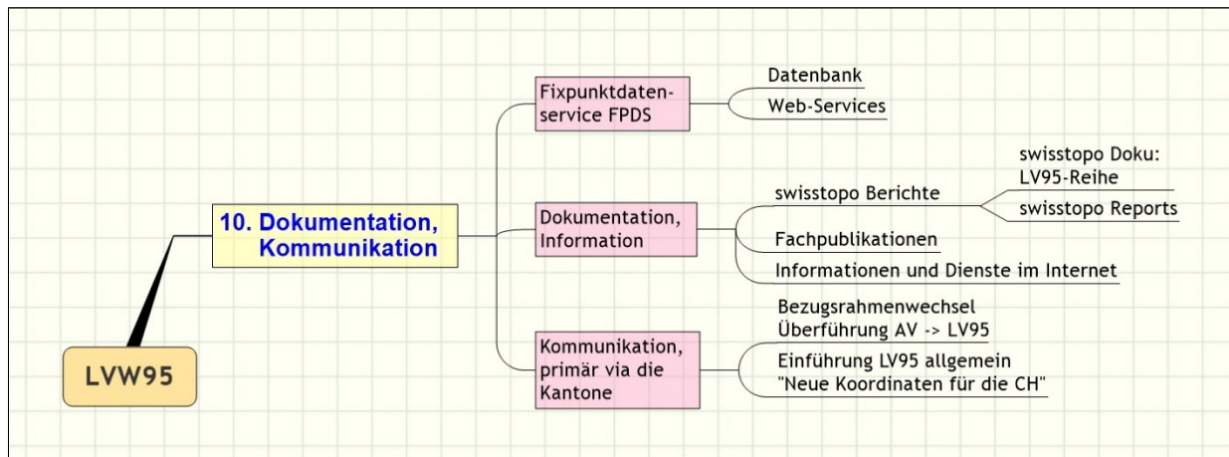 LVW95
10. Dokumentation,
Kommunikation
Fixpunktdaten-
service FPDS
Datenbank
Web-Services
Dokumentation,
Information
swisstopo Berichte
swisstopo Doku:
LV95-Reihe
swisstopo Reports
Fachpublikationen
Informationen und Dienste im Internet
Kommunikation,
primär via die
Kantone
Bezugsrahmenwechsel
Überführung AV -> LV95
Einführung LV95 allgemein
"Neue Koordinaten für die CH"